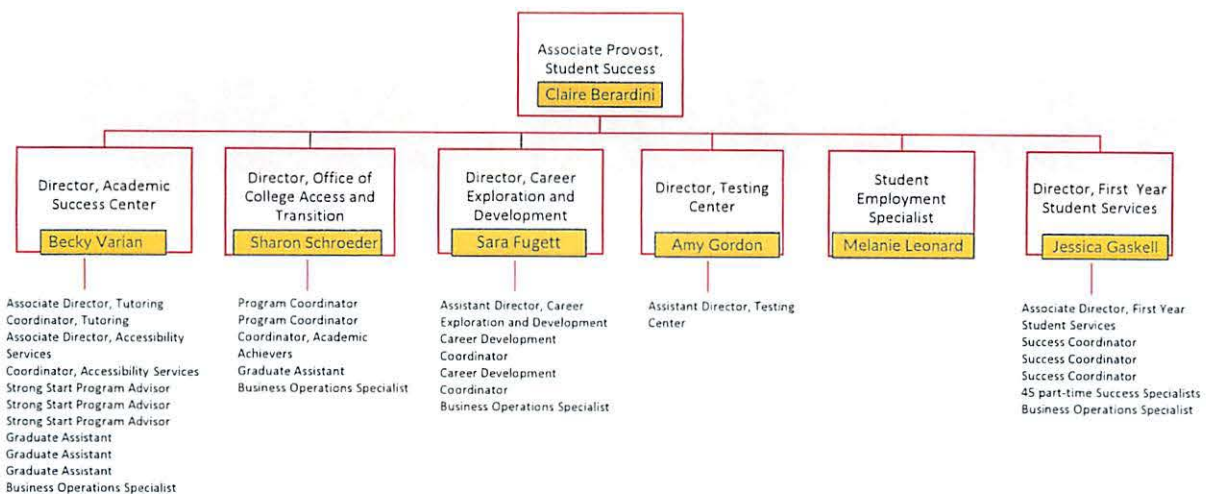 Associate Provost,
Student Success
Claire Berardini
Director, Academic
Success Center
Becky Varian
Director, Office of
College Access and
Transition
Sharon Schroeder
Director, Career
Exploration and
Development
Sara Fugett
Director, Testing
Center
Amy Gordon
Student
Employment
Specialist
Melanie Leonard
Director, First Year
Student Services
Jessica Gaskell
Associate Director, Tutoring
Coordinator, Tutoring
Associate Director, Accessibility
Services
Coordinator, Accessibility Services
Strong Start Program Advisor
Strong Start Program Advisor
Strong Start Program Advisor
Graduate Assistant
Graduate Assistant
Graduate Assistant
Business Operations Specialist
Program Coordinator
Program Coordinator
Coordinator, Academic
Achievers
Graduate Assistant
Business Operations Specialist
Assistant Director, Career
Exploration and Development
Career Development
Coordinator
Career Development
Coordinator
Business Operations Specialist
Assistant Director, Testing
Center
Associate Director, First Year
Student Services
Success Coordinator
Success Coordinator
Success Coordinator
45 part-time Success Specialists
Business Operations Specialist